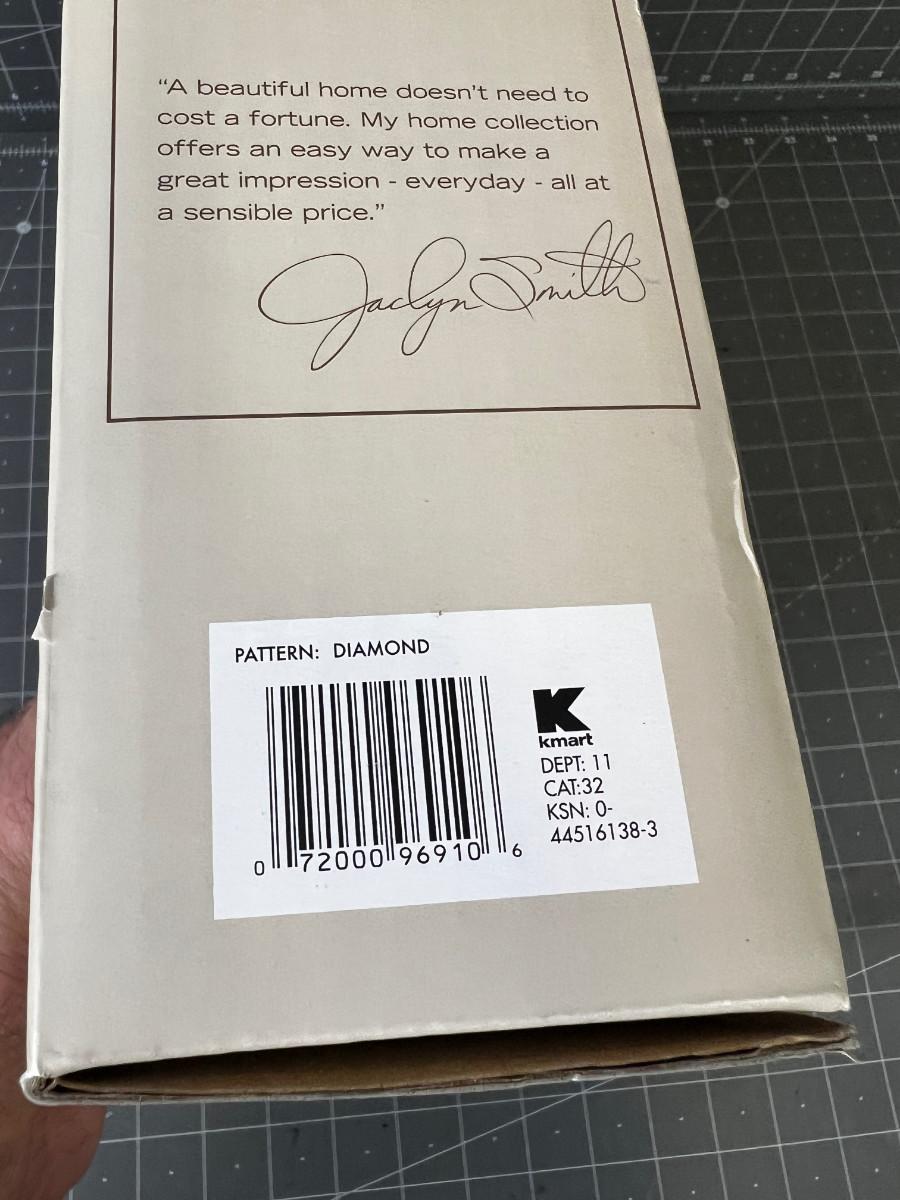 “A beautiful home doesn’t need to
cost a fortune. My home collection
offers an easy way to make a
great impression - everyday - all at
a sensible price.”
Jaclyn Smith
PATTERN: DIAMOND
0 72000 96910 6
K
kmart
DEPT: 11
CAT:32
KSN: 0-
44516138-3